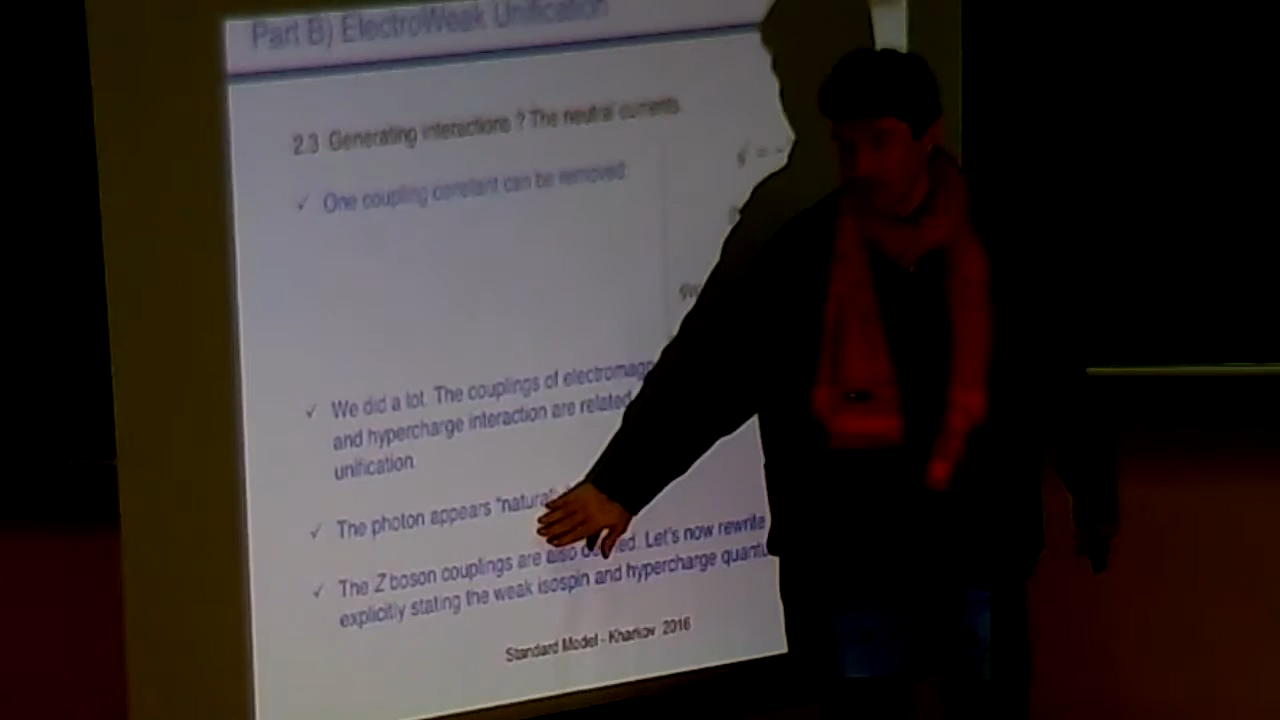 Part B) ElectroWeak Unification
2.3 Generating interactions ? The neutral currents
✓ One coupling constant can be removed:
g' = -
✓ We did a lot. The couplings of electromagn
and hypercharge interaction are related
unification.
✓ The photon appears "natural
✓ The Z boson couplings are also Let's now rewrite
explicitly stating the weak isospin and hypercharge quantu
Standard Model - Kharkov 2016